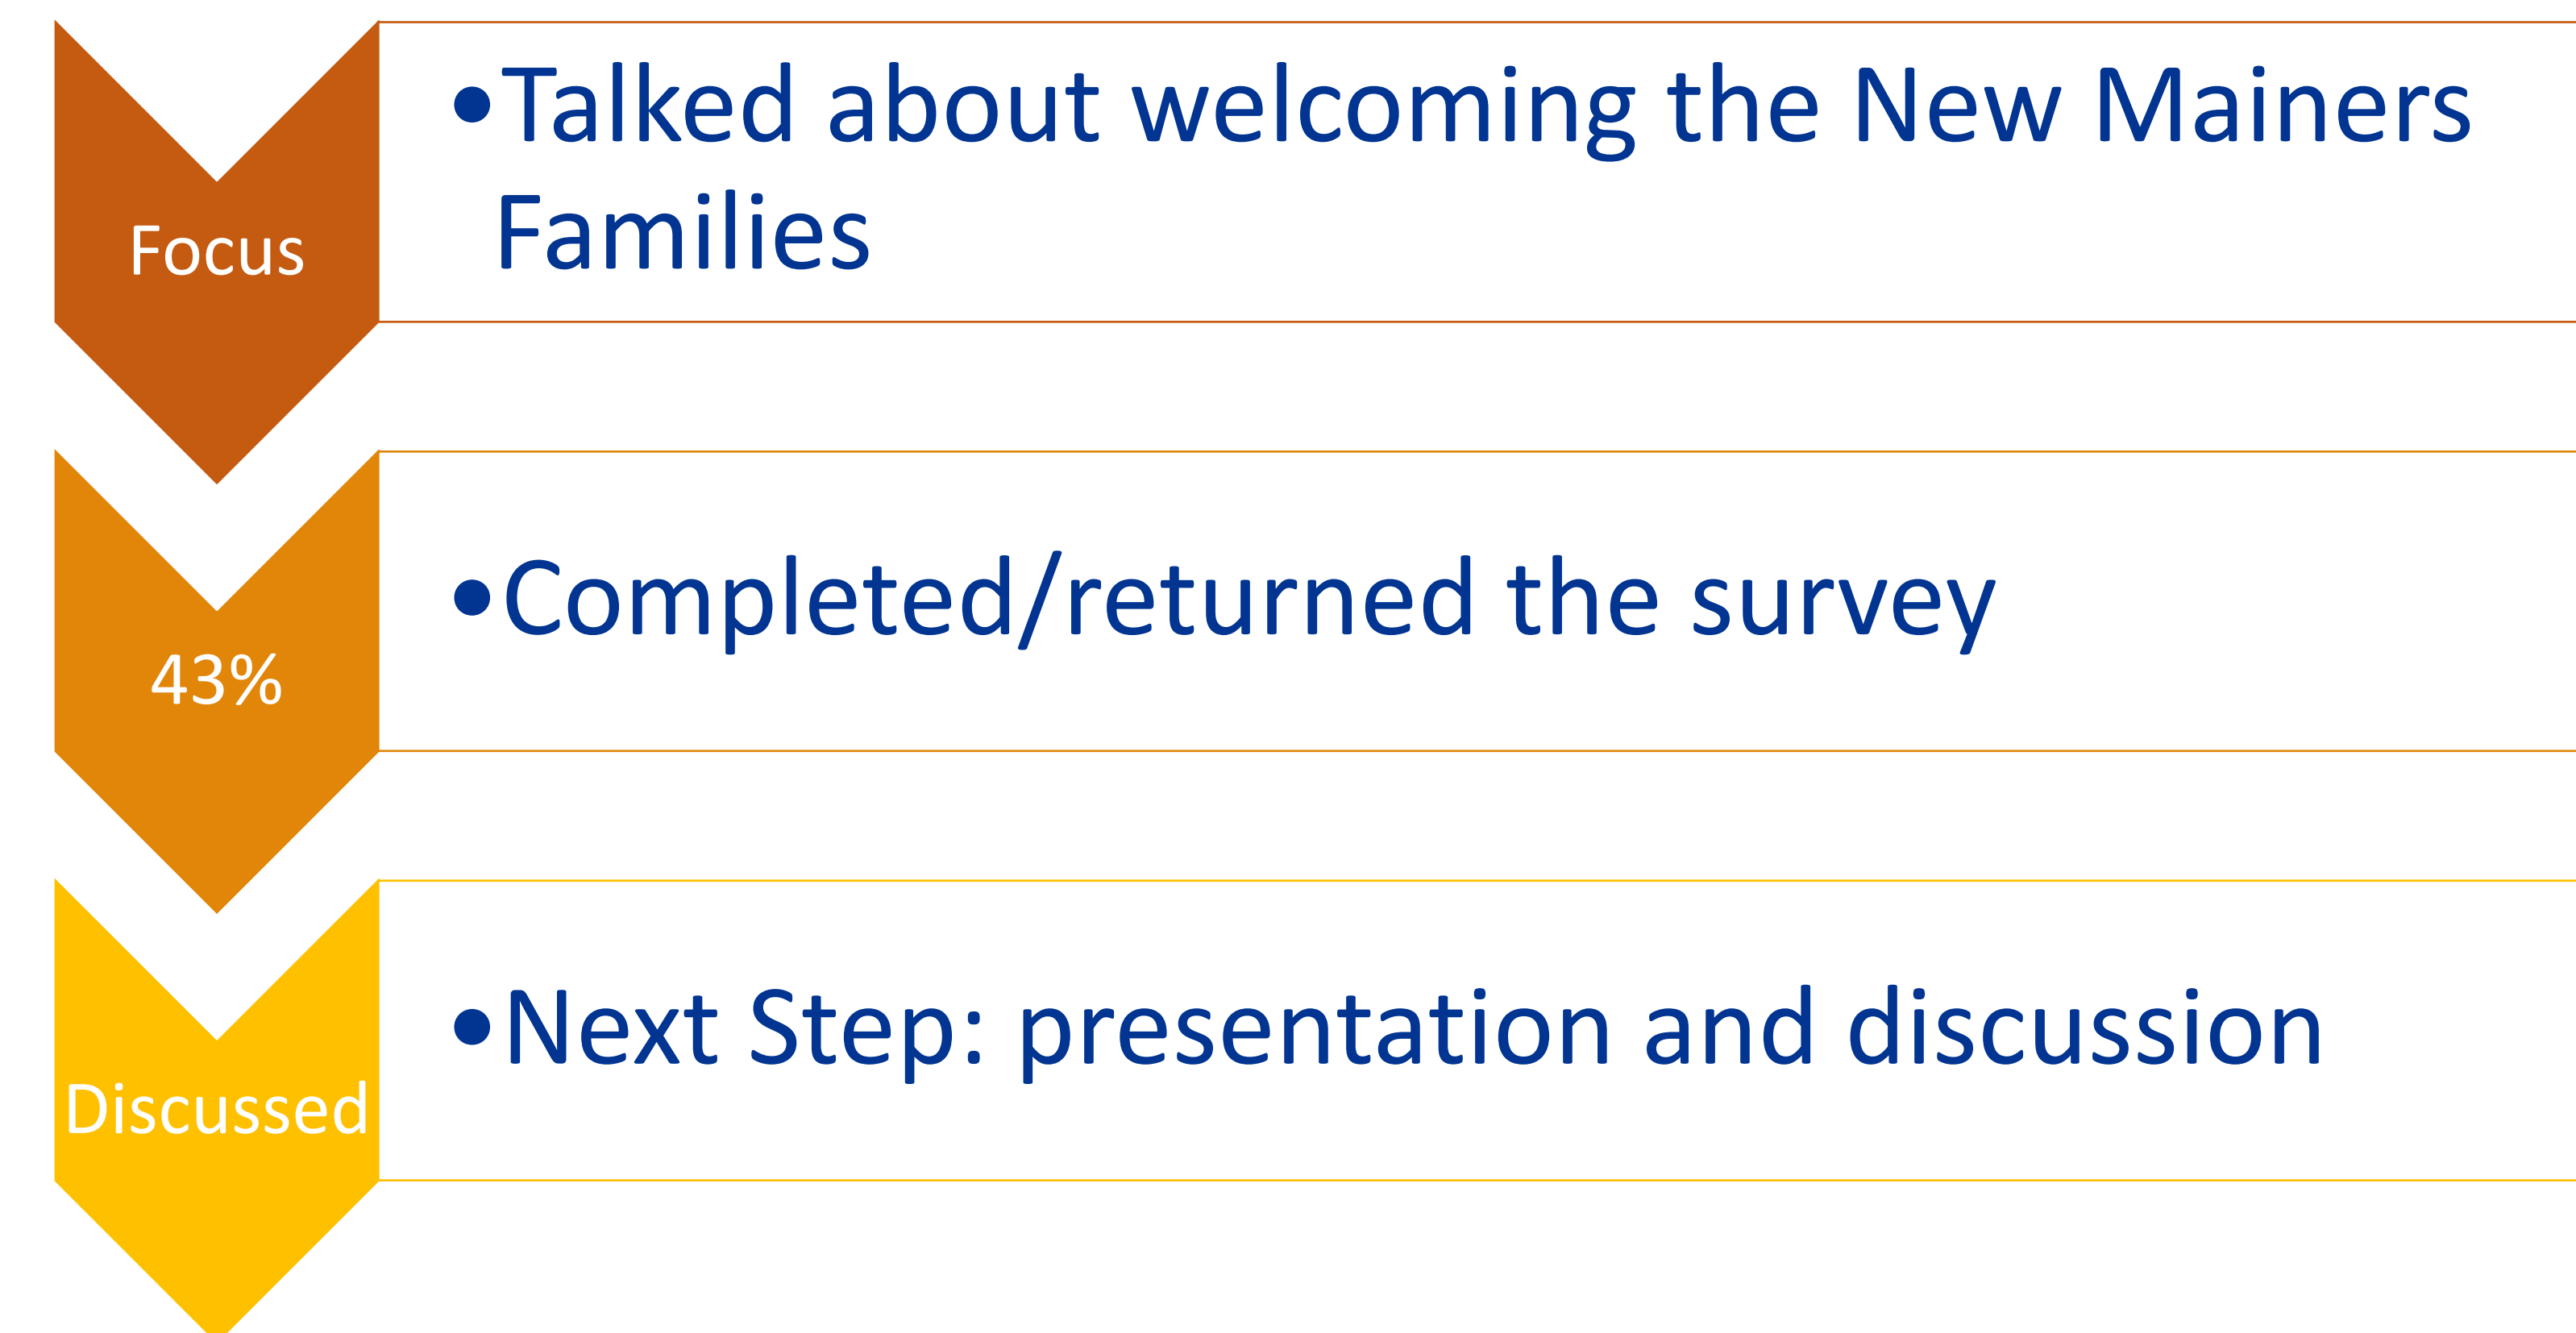 Focus
•Talked about welcoming the New Mainers
Families
43%
•Completed/returned the survey
Discussed
•Next Step: presentation and discussion